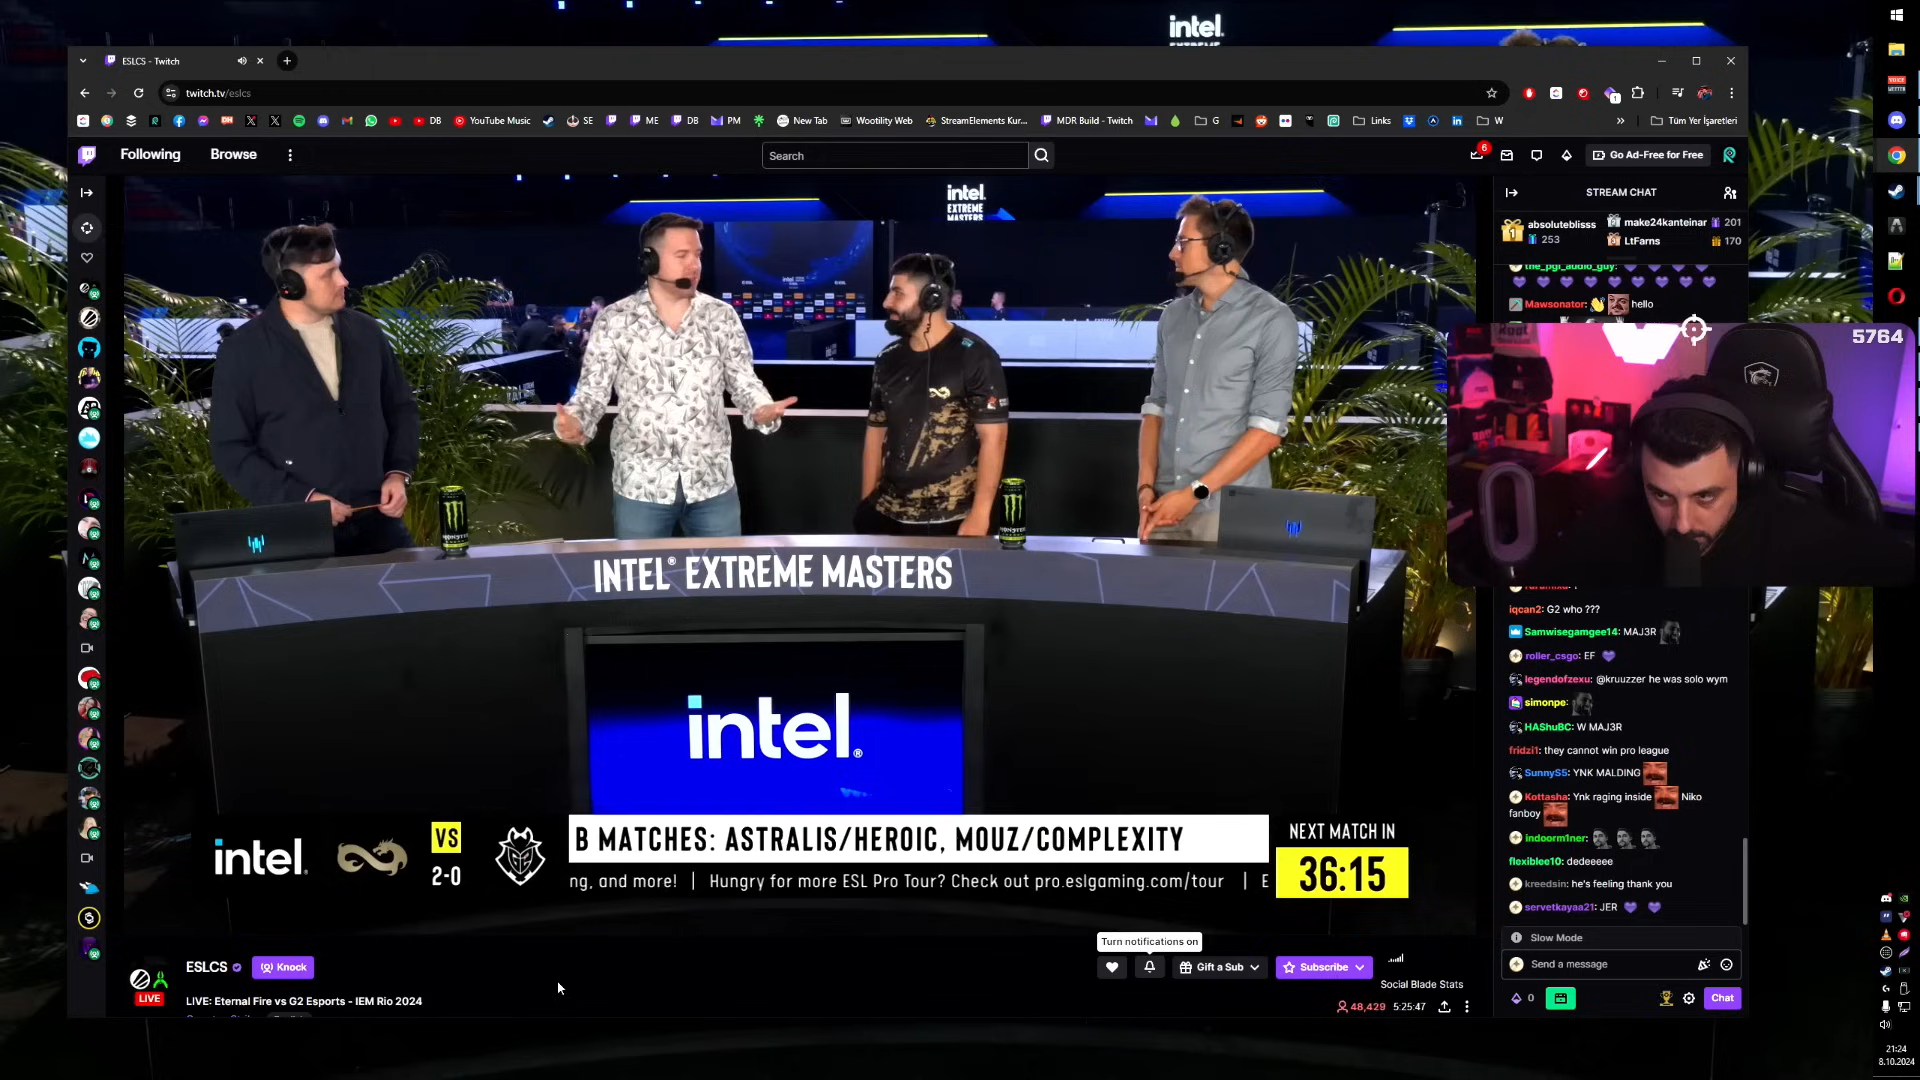 intel.
ESLCS - Twitch
twitch.tv/eslcs
DB
YouTube Music
SE
ME
DB
PM
New Tab
Wootility Web
StreamElements Kur...
MDR Build - Twitch
G
Links
W
Tüm Yer İşaretleri
Following
Browse
Search
6
Go Ad-Free for Free
intel.
EXTREME
MASTERS
STREAM CHAT
absoluteblisss
253
make24kanteinar 201
LtFarns 170
the_pgl_audio_guy:
Mawsonator: hello
5764
INTEL® EXTREME MASTERS
intel.
iqcan2: G2 who ???
Samwisegamgee14: MAJ3R
roller_csgo: EF
legendofzexu: @kruuzzer he was solo wym
simonpe:
HAShuBC: W MAJ3R
fridzi1: they cannot win pro league
SunnyS5: YNK MALDING
Kottasha: Ynk raging inside Niko
fanboy
indoorm1ner:
flexiblee10: dedeeeee
kreedsin: he's feeling thank you
servetkayaa21: JER
intel.
VS
2-0
B MATCHES: ASTRALIS/HEROIC, MOUZ/COMPLEXITY
ng, and more! | Hungry for more ESL Pro Tour? Check out pro.eslgaming.com/tour | E
NEXT MATCH IN
36:15
Slow Mode
Send a message
0
Chat
Turn notifications on
ESLCS
Knock
LIVE
LIVE: Eternal Fire vs G2 Esports - IEM Rio 2024
Gift a Sub
Subscribe
Social Blade Stats
48,429 5:25:47
21:24
8.10.2024